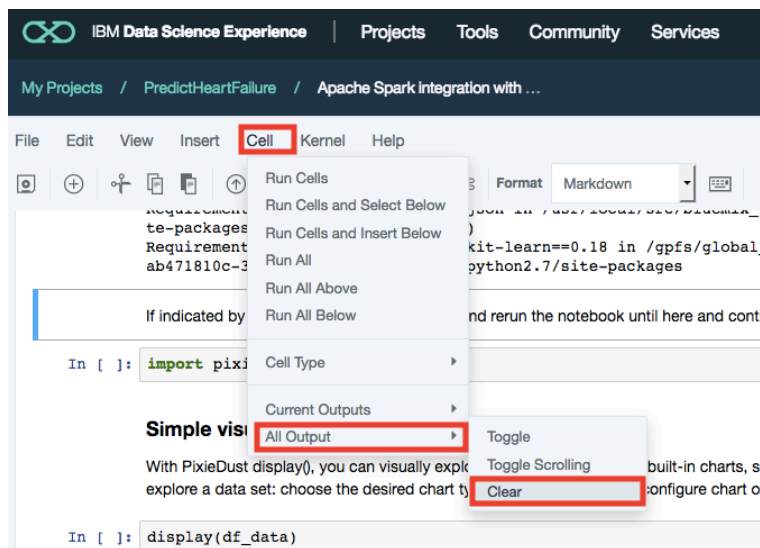 IBM Data Science Experience | Projects Tools Community Services
My Projects / PredictHeartFailure / Apache Spark integration with ...
File Edit View Insert Cell Kernel Help
Format Markdown
Run Cells
Run Cells and Select Below
Run Cells and Insert Below
Run All
Run All Above
Run All Below
Cell Type
Current Outputs
All Output
Toggle
Toggle Scrolling
Clear
te-packages )
Requirement kit-learn==0.18 in /gpfs/global_
ab471810c-3 python2.7/site-packages
If indicated by nd rerun the notebook until here and cont
In [ ]: import pixi
Simple vis
With PixieDust display(), you can visually explo built-in charts, s
explore a data set: choose the desired chart ty configure chart o
In [ ]: display(df_data)